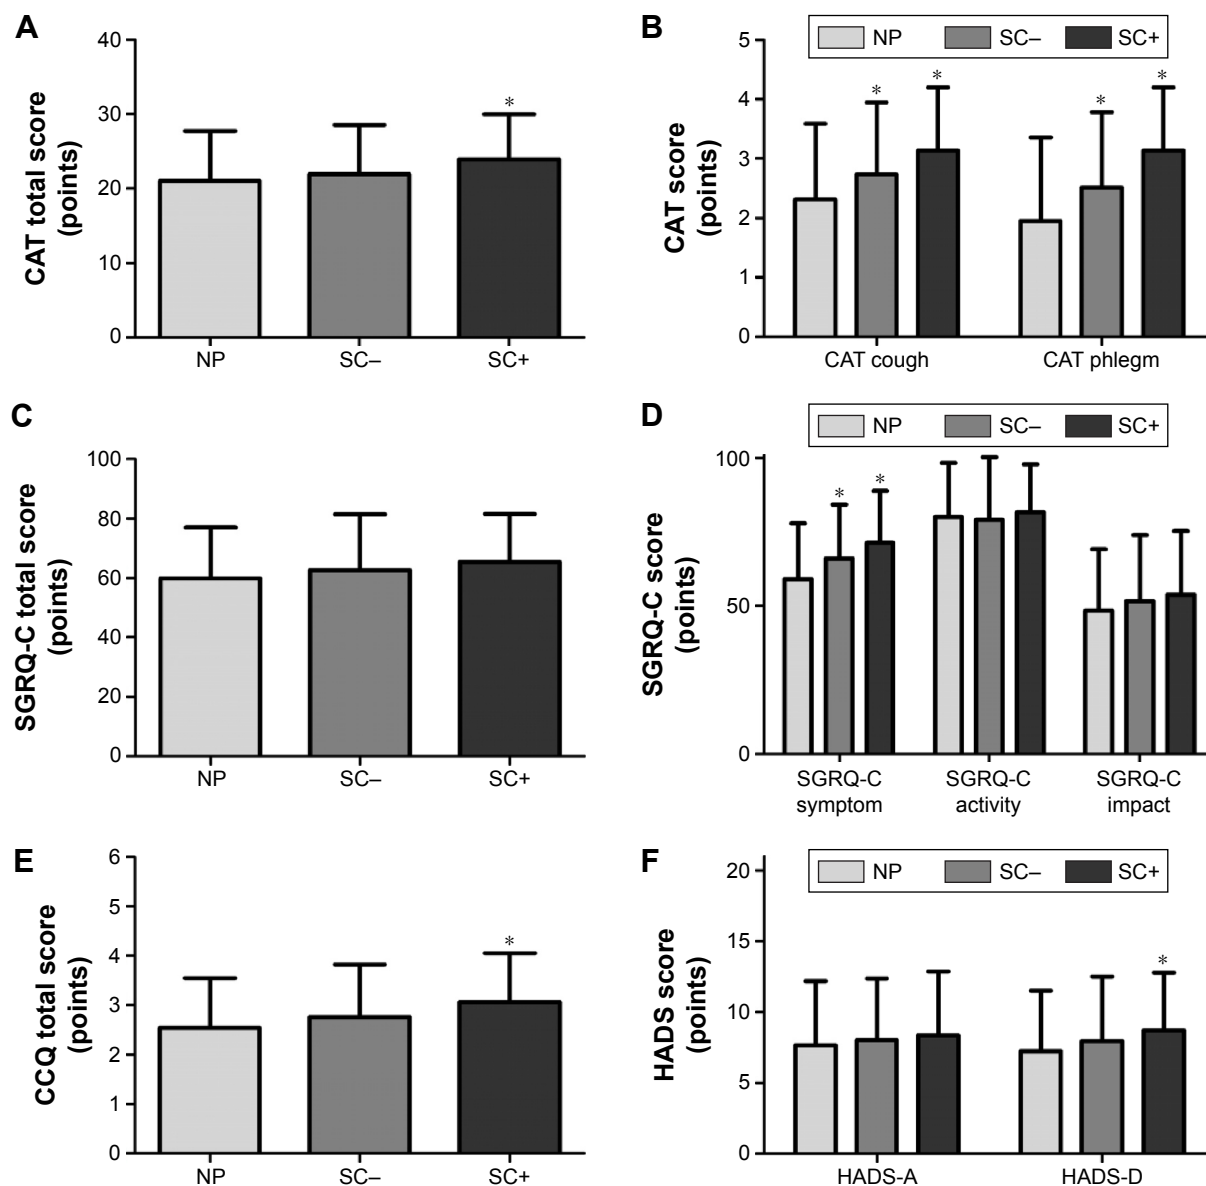 A
CAT total score
(points)
40
30
20
10
0
*
NP
SC–
SC+
B
CAT score
(points)
NP
SC–
SC+
5
4
3
2
1
0
*
*
*
*
CAT cough
CAT phlegm
C
SGRQ-C total score
(points)
100
80
60
40
20
0
NP
SC–
SC+
D
SGRQ-C score
(points)
NP
SC–
SC+
100
50
0
*
*
SGRQ-C
symptom
SGRQ-C
activity
SGRQ-C
impact
E
CCQ total score
(points)
6
5
4
3
2
1
0
*
NP
SC–
SC+
F
HADS score
(points)
NP
SC–
SC+
20
15
10
5
0
*
HADS-A
HADS-D